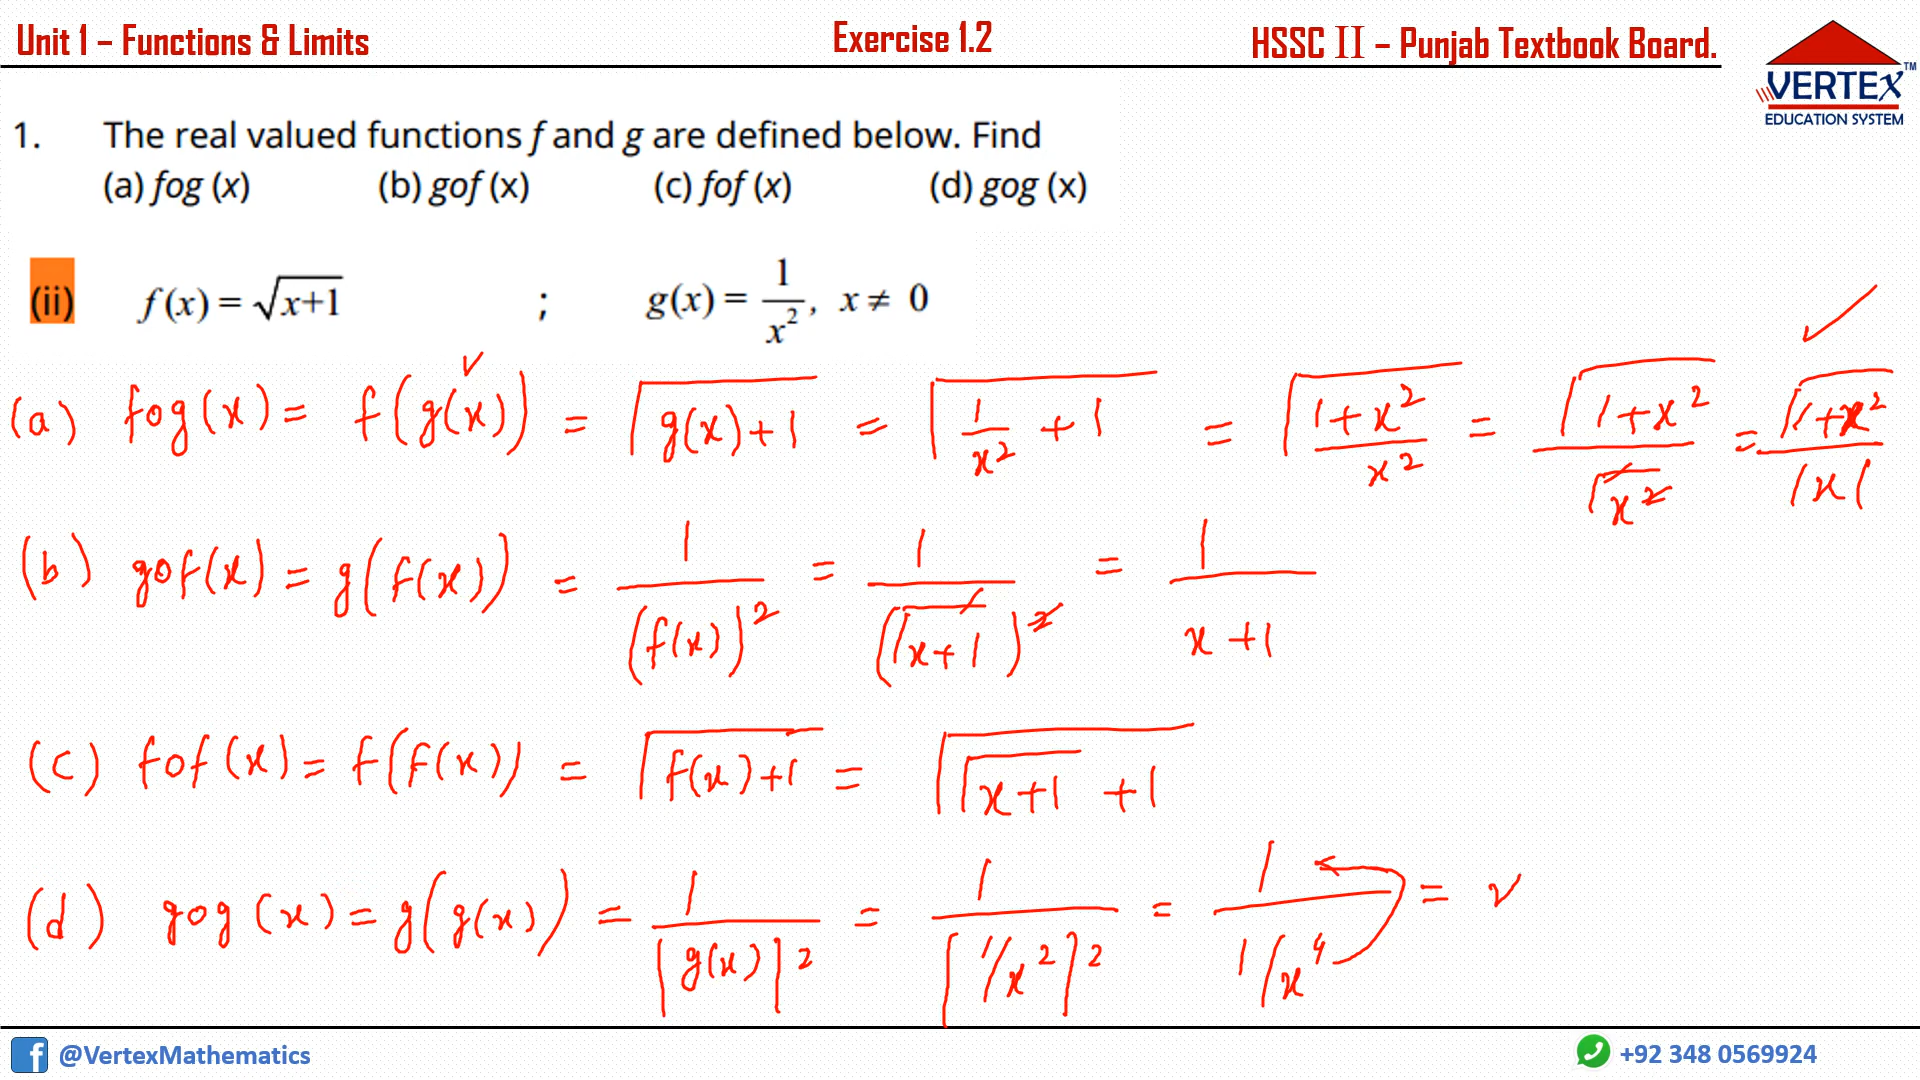 Unit 1 – Functions & Limits Exercise 1.2 HSSC II – Punjab Textbook Board.
VERTEX™
EDUCATION SYSTEM
1. The real valued functions f and g are defined below. Find
(a) fog (x) (b) gof (x) (c) fof (x) (d) gog (x)
(ii) f(x) = √(x+1) ; g(x) = 1/x², x ≠ 0
(a) fog(x) = f(g(x)) = √(g(x)+1) = √(1/x² + 1) = √((1+x²)/x²) = √(1+x²)/√x² = √(1+x²)/|x|
(b) gof(x) = g(f(x)) = 1/(f(x))² = 1/(√(x+1))² = 1/(x+1)
(c) fof(x) = f(f(x)) = √(f(x)+1) = √(√(x+1) +1)
(d) gog(x) = g(g(x)) = 1/[g(x)]² = 1/[1/x²]² = 1/(1/x⁴) =
@VertexMathematics +92 348 0569924